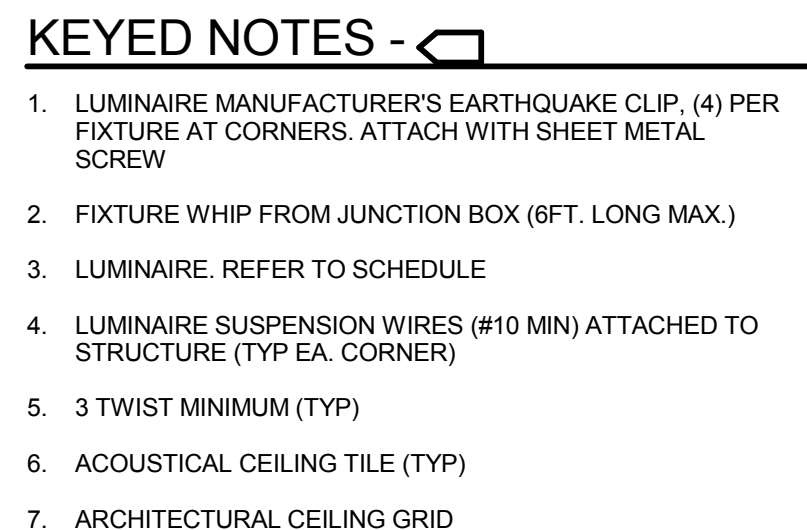 KEYED NOTES -
1. LUMINAIRE MANUFACTURER'S EARTHQUAKE CLIP, (4) PER
FIXTURE AT CORNERS. ATTACH WITH SHEET METAL
SCREW
2. FIXTURE WHIP FROM JUNCTION BOX (6FT. LONG MAX.)
3. LUMINAIRE. REFER TO SCHEDULE
4. LUMINAIRE SUSPENSION WIRES (#10 MIN) ATTACHED TO
STRUCTURE (TYP EA. CORNER)
5. 3 TWIST MINIMUM (TYP)
6. ACOUSTICAL CEILING TILE (TYP)
7. ARCHITECTURAL CEILING GRID